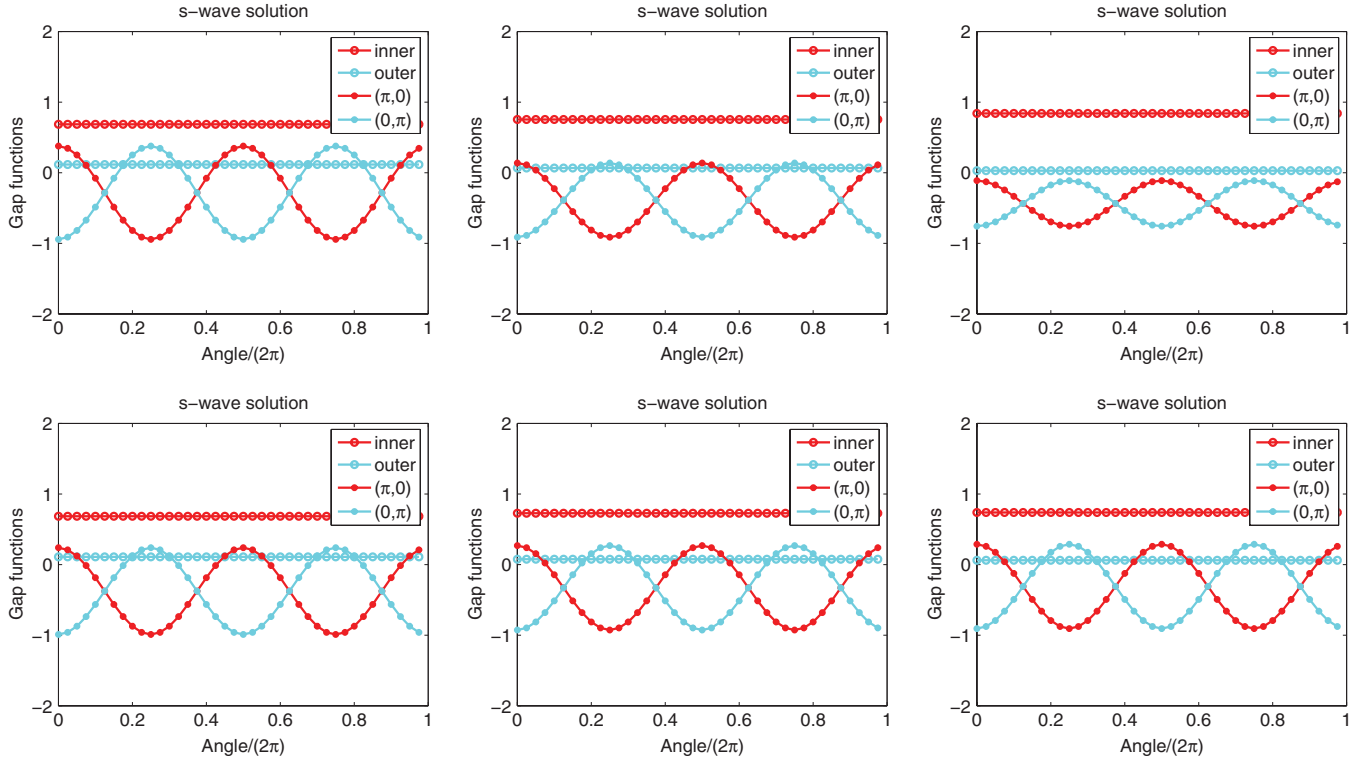 s−wave solution
2
1
0
−1
−2
Gap functions
inner
outer
(π,0)
(0,π)
0
0.2
0.4
0.6
0.8
1
Angle/(2π)
s−wave solution
2
1
0
−1
−2
Gap functions
inner
outer
(π,0)
(0,π)
0
0.2
0.4
0.6
0.8
1
Angle/(2π)
s−wave solution
2
1
0
−1
−2
Gap functions
inner
outer
(π,0)
(0,π)
0
0.2
0.4
0.6
0.8
1
Angle/(2π)
s−wave solution
2
1
0
−1
−2
Gap functions
inner
outer
(π,0)
(0,π)
0
0.2
0.4
0.6
0.8
1
Angle/(2π)
s−wave solution
2
1
0
−1
−2
Gap functions
inner
outer
(π,0)
(0,π)
0
0.2
0.4
0.6
0.8
1
Angle/(2π)
s−wave solution
2
1
0
−1
−2
Gap functions
inner
outer
(π,0)
(0,π)
0
0.2
0.4
0.6
0.8
1
Angle/(2π)